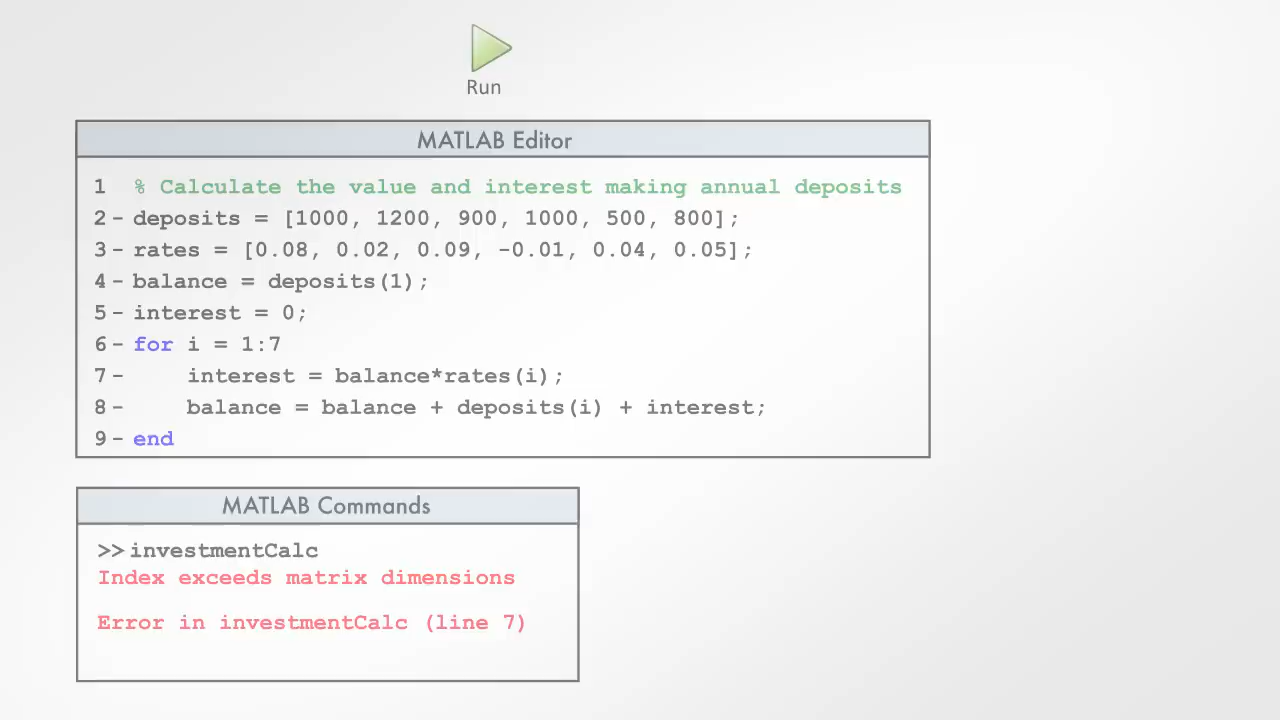 Run
MATLAB Editor
1 % Calculate the value and interest making annual deposits
2 - deposits = [1000, 1200, 900, 1000, 500, 800];
3 - rates = [0.08, 0.02, 0.09, -0.01, 0.04, 0.05];
4 - balance = deposits(1);
5 - interest = 0;
6 - for i = 1:7
7 -     interest = balance*rates(i);
8 -     balance = balance + deposits(i) + interest;
9 - end
MATLAB Commands
>> investmentCalc
Index exceeds matrix dimensions
Error in investmentCalc (line 7)